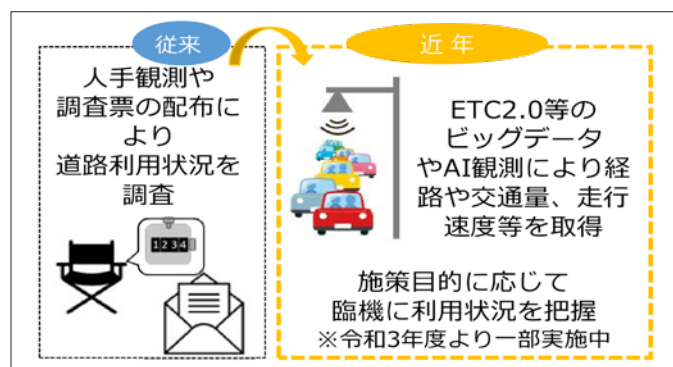 従来
人手観測や
調査票の配布に
より
道路利用状況を
調査
1234
近年
ETC2.0等の
ビッグデータ
やAI観測により経
路や交通量、走行
速度等を取得
施策目的に応じて
臨機に利用状況を把握
※令和3年度より一部実施中